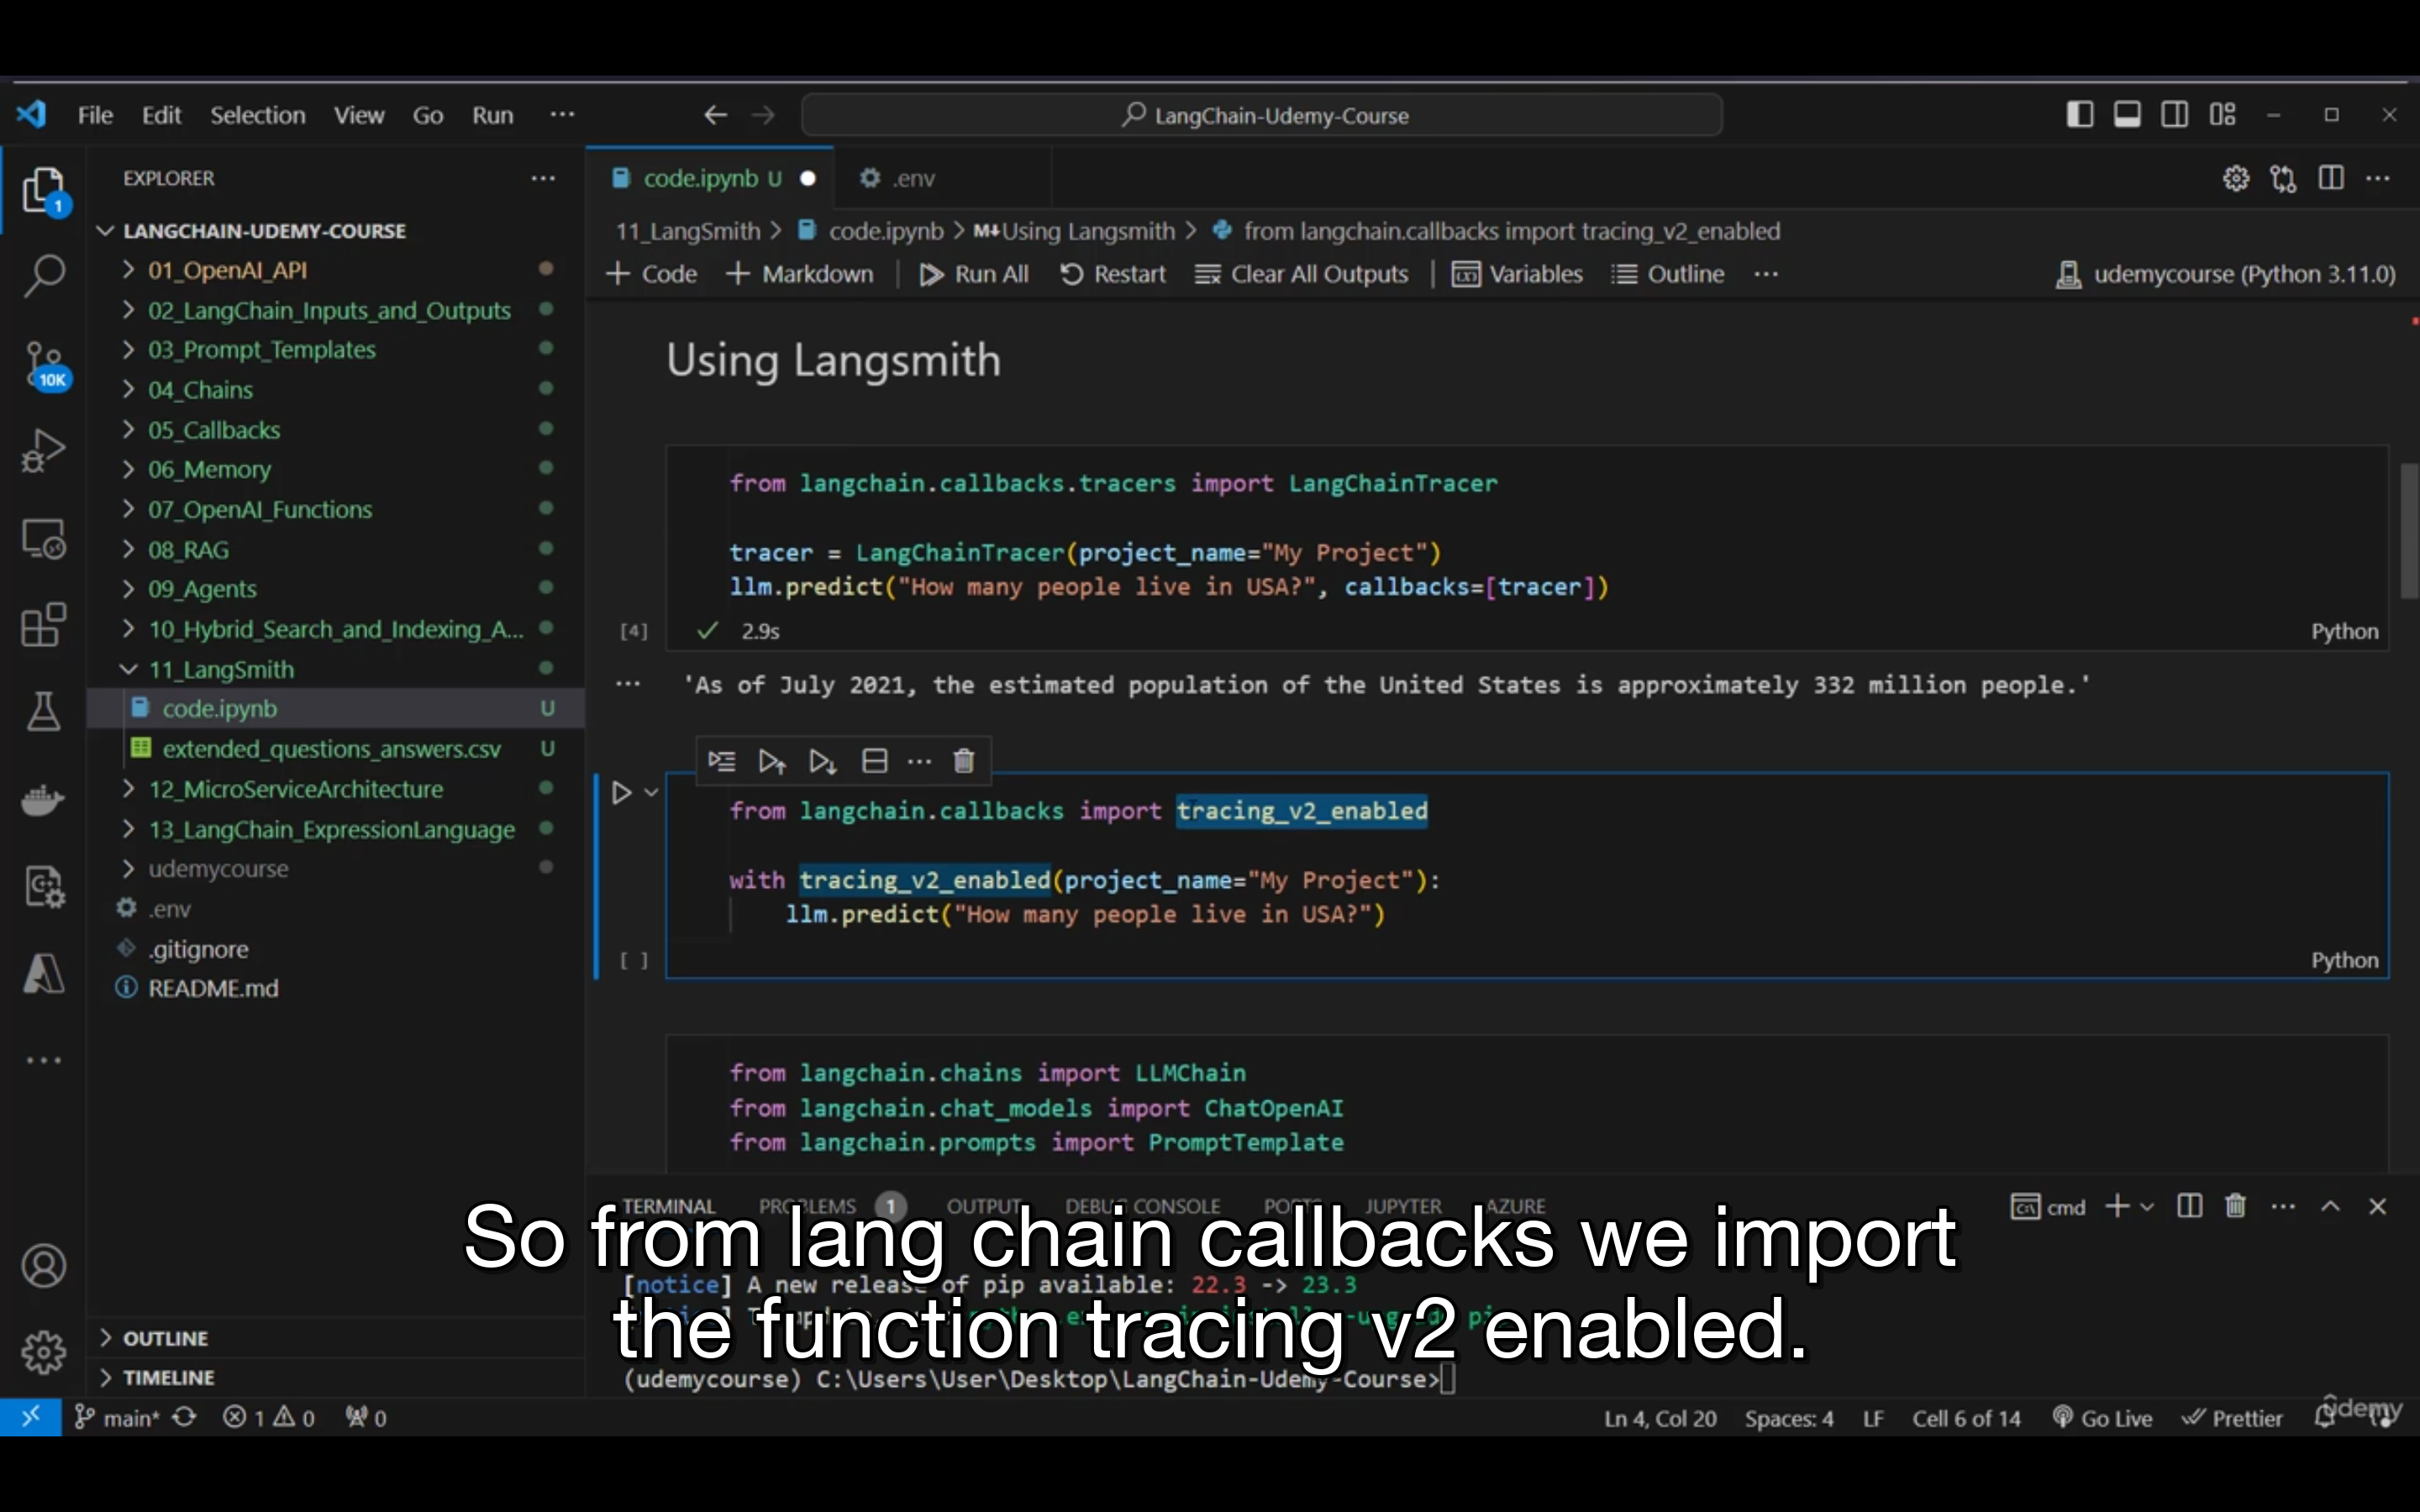 File Edit Selection View Go Run ··· LangChain-Udemy-Course
EXPLORER ···
LANGCHAIN-UDEMY-COURSE
01_OpenAI_API
02_LangChain_Inputs_and_Outputs
03_Prompt_Templates
04_Chains
05_Callbacks
06_Memory
07_OpenAI_Functions
08_RAG
09_Agents
10_Hybrid_Search_and_Indexing_A...
11_LangSmith
code.ipynb U
extended_questions_answers.csv U
12_MicroServiceArchitecture
13_LangChain_ExpressionLanguage
udemycourse
.env
.gitignore
README.md
OUTLINE
TIMELINE
1
10K
code.ipynb U .env
11_LangSmith > code.ipynb > M↓Using Langsmith > from langchain.callbacks import tracing_v2_enabled
+ Code + Markdown Run All Restart Clear All Outputs Variables Outline ··· udemycourse (Python 3.11.0)
Using Langsmith
from langchain.callbacks.tracers import LangChainTracer
tracer = LangChainTracer(project_name="My Project")
llm.predict("How many people live in USA?", callbacks=[tracer])
[4] ✓ 2.9s Python
··· 'As of July 2021, the estimated population of the United States is approximately 332 million people.'
from langchain.callbacks import tracing_v2_enabled
with tracing_v2_enabled(project_name="My Project"):
llm.predict("How many people live in USA?")
[ ] Python
from langchain.chains import LLMChain
from langchain.chat_models import ChatOpenAI
from langchain.prompts import PromptTemplate
TERMINAL PROBLEMS 1 OUTPUT DEBUG CONSOLE PORTS JUPYTER AZURE cmd
So from lang chain callbacks we import
the function tracing v2 enabled.
[notice] A new release of pip available: 22.3 -> 23.3
(udemycourse) C:\Users\User\Desktop\LangChain-Udemy-Course>
main* 1 0 0 Ln 4, Col 20 Spaces: 4 LF Cell 6 of 14 Go Live Prettier
ûdemy